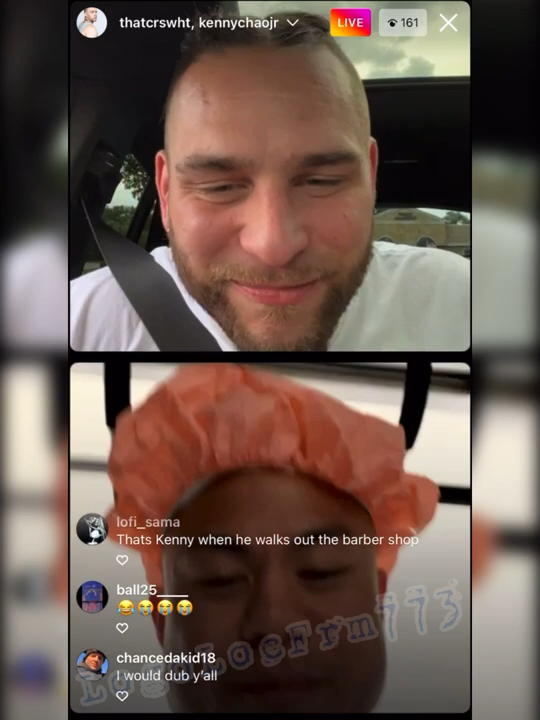 thatcrswht, kennychaojr
LIVE
161
lofi_sama
Thats Kenny when he walks out the barber shop
ball25____
😂😭😭😭
chancedakid18
I would dub y'all
LoganLocFrm773